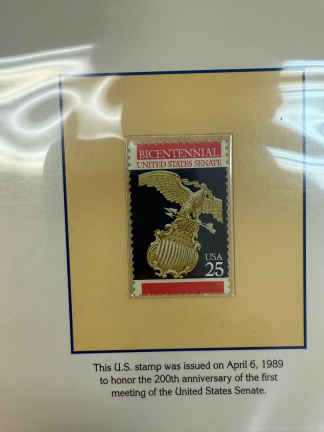 BICENTENNIAL
UNITED STATES SENATE
USA
25
This U.S. stamp was issued on April 6, 1989
to honor the 200th anniversary of the first
meeting of the United States Senate.